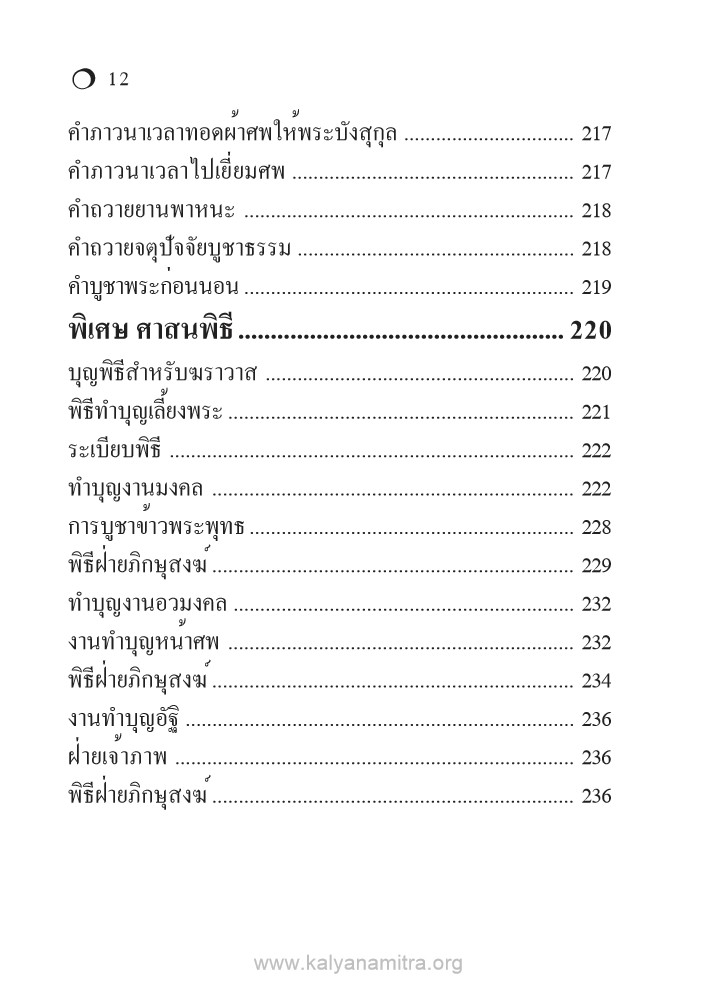 12
คำภาวนาเวลาทอดผ้าศพให้พระบังสุกุล ................................ 217
คำภาวนาเวลาไปเยี่ยมศพ ..................................................... 217
คำถวายยานพาหนะ .............................................................. 218
คำถวายจตุปัจจัยบูชาธรรม .................................................... 218
คำบูชาพระก่อนนอน .............................................................. 219
พิเศษ ศาสนพิธี .................................................. 220
บุญพิธีสำหรับฆราวาส .......................................................... 220
พิธีทำบุญเลี้ยงพระ ................................................................. 221
ระเบียบพิธี ............................................................................ 222
ทำบุญงานมงคล .................................................................... 222
การบูชาข้าวพระพุทธ ............................................................. 228
พิธีฝ่ายภิกษุสงฆ์ .................................................................... 229
ทำบุญงานอวมงคล ................................................................ 232
งานทำบุญหน้าศพ ................................................................. 232
พิธีฝ่ายภิกษุสงฆ์ .................................................................... 234
งานทำบุญอัฐิ ......................................................................... 236
ฝ่ายเจ้าภาพ ........................................................................... 236
พิธีฝ่ายภิกษุสงฆ์ .................................................................... 236
www.kalyanamitra.org